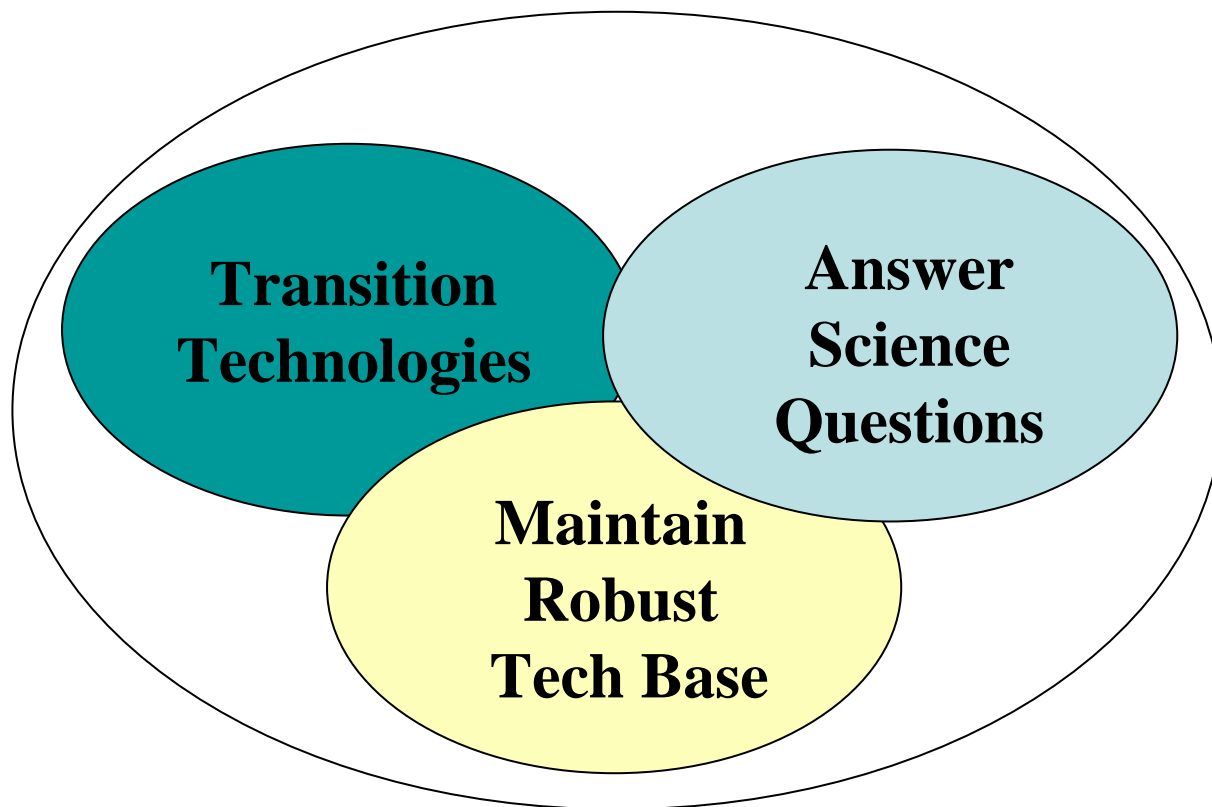 Transition
Technologies
Answer
Science
Questions
Maintain
Robust
Tech Base